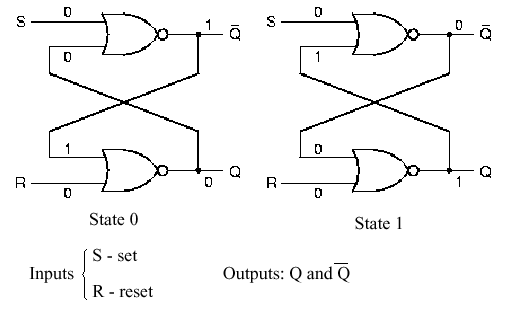 0 0
S 1 Q̅ S 0 Q̅
0 1
1 0
Q Q
R 0 0 R 0 1
State 0 State 1
Inputs { S - set
R - reset
Outputs: Q and Q̅